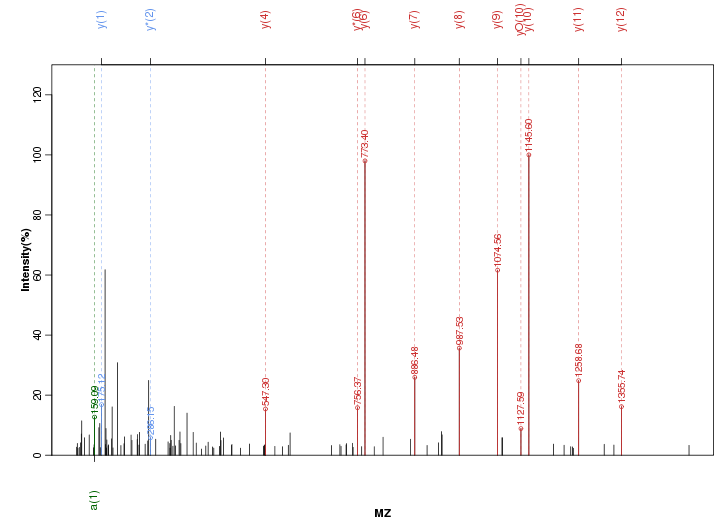 y(1)
y*(2)
y(4)
y*(6)
y(6)
y(7)
y(8)
y(9)
yO(10)
y(10)
y(11)
y(12)
Intensity(%)
0
20
40
60
80
100
120
159.09
175.12
547.30
756.37
773.40
886.48
987.53
1074.56
1127.59
1145.60
1258.68
1355.74
a(1)
MZ